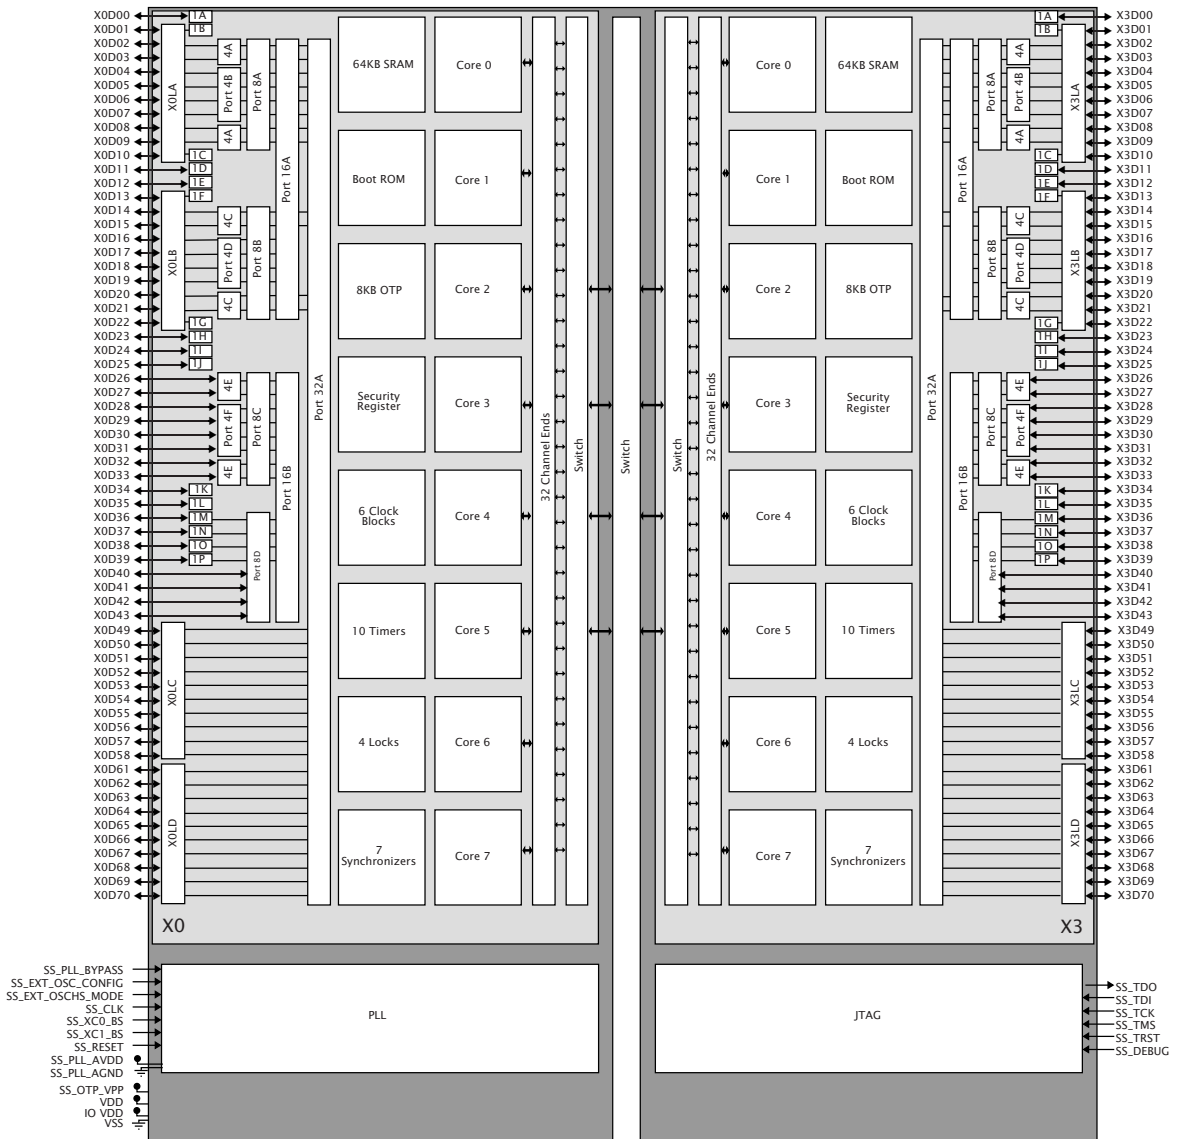 X0D00
X0D01
X0D02
X0D03
X0D04
X0D05
X0D06
X0D07
X0D08
X0D09
X0D10
X0D11
X0D12
X0D13
X0D14
X0D15
X0D16
X0D17
X0D18
X0D19
X0D20
X0D21
X0D22
X0D23
X0D24
X0D25
X0D26
X0D27
X0D28
X0D29
X0D30
X0D31
X0D32
X0D33
X0D34
X0D35
X0D36
X0D37
X0D38
X0D39
X0D40
X0D41
X0D42
X0D43
X0D49
X0D50
X0D51
X0D52
X0D53
X0D54
X0D55
X0D56
X0D57
X0D58
X0D61
X0D62
X0D63
X0D64
X0D65
X0D66
X0D67
X0D68
X0D69
X0D70
X0LA
X0LB
X0LC
X0LD
1A
1B
1C
1D
1E
1F
1G
1H
1I
1J
1K
1L
1M
1N
1O
1P
4A
Port 4B
4A
4C
Port 4D
4C
4E
Port 4F
4E
Port 8A
Port 8B
Port 8C
Port 8D
Port 16A
Port 16B
Port 32A
64KB SRAM
Boot ROM
8KB OTP
Security
Register
6 Clock
Blocks
10 Timers
4 Locks
7
Synchronizers
Core 0
Core 1
Core 2
Core 3
Core 4
Core 5
Core 6
Core 7
32 Channel Ends
Switch
X0
Switch
Switch
32 Channel Ends
Core 0
Core 1
Core 2
Core 3
Core 4
Core 5
Core 6
Core 7
64KB SRAM
Boot ROM
8KB OTP
Security
Register
6 Clock
Blocks
10 Timers
4 Locks
7
Synchronizers
Port 32A
Port 16A
Port 16B
Port 8A
Port 8B
Port 8C
Port 8D
4A
Port 4B
4A
4C
Port 4D
4C
4E
Port 4F
4E
1A
1B
1C
1D
1E
1F
1G
1H
1I
1J
1K
1L
1M
1N
1O
1P
X3LA
X3LB
X3LC
X3LD
X3
X3D00
X3D01
X3D02
X3D03
X3D04
X3D05
X3D06
X3D07
X3D08
X3D09
X3D10
X3D11
X3D12
X3D13
X3D14
X3D15
X3D16
X3D17
X3D18
X3D19
X3D20
X3D21
X3D22
X3D23
X3D24
X3D25
X3D26
X3D27
X3D28
X3D29
X3D30
X3D31
X3D32
X3D33
X3D34
X3D35
X3D36
X3D37
X3D38
X3D39
X3D40
X3D41
X3D42
X3D43
X3D49
X3D50
X3D51
X3D52
X3D53
X3D54
X3D55
X3D56
X3D57
X3D58
X3D61
X3D62
X3D63
X3D64
X3D65
X3D66
X3D67
X3D68
X3D69
X3D70
SS_PLL_BYPASS
SS_EXT_OSC_CONFIG
SS_EXT_OSCHS_MODE
SS_CLK
SS_XC0_BS
SS_XC1_BS
SS_RESET
SS_PLL_AVDD
SS_PLL_AGND
SS_OTP_VPP
VDD
IO VDD
VSS
PLL
JTAG
SS_TDO
SS_TDI
SS_TCK
SS_TMS
SS_TRST
SS_DEBUG